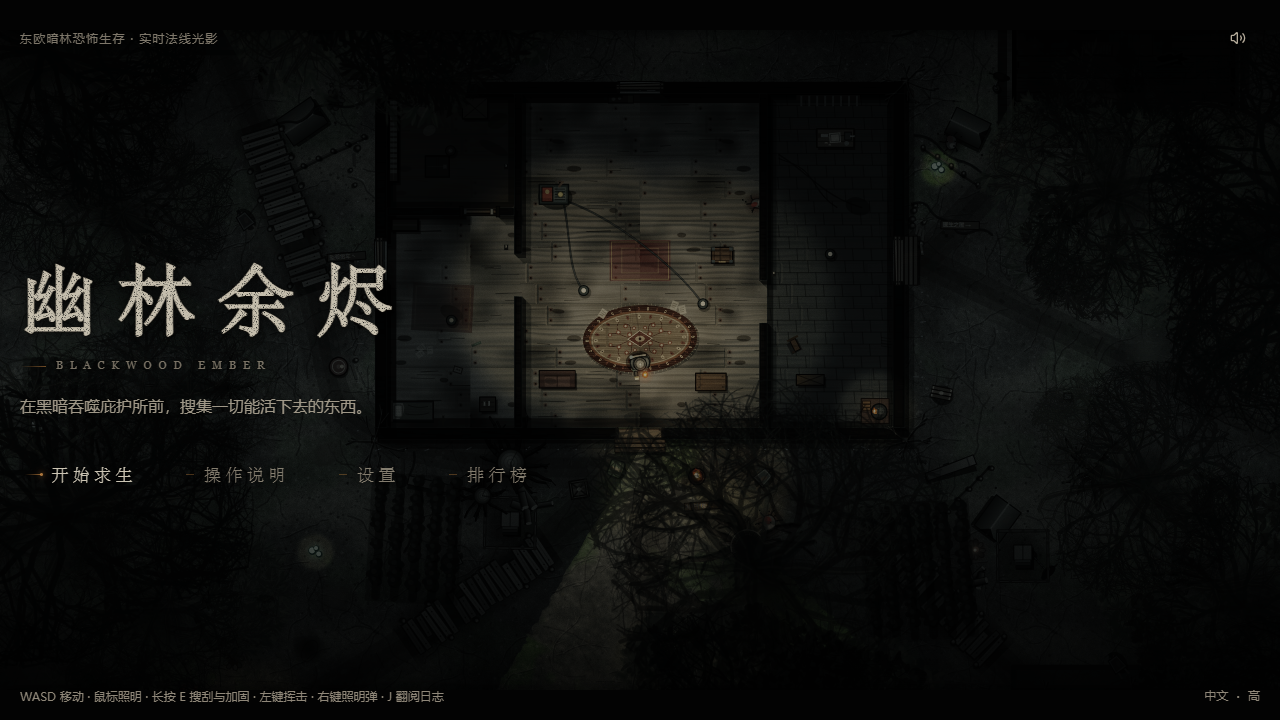 东欧暗林恐怖生存 · 实时法线光影
幽林余烬
BLACKWOOD EMBER
在黑暗吞噬庇护所前，搜集一切能活下去的东西。
开始求生 操作说明 设置 排行榜
WASD 移动 · 鼠标照明 · 长按 E 搜刮与加固 · 左键挥击 · 右键照明弹 · J 翻阅日志
中文 · 高